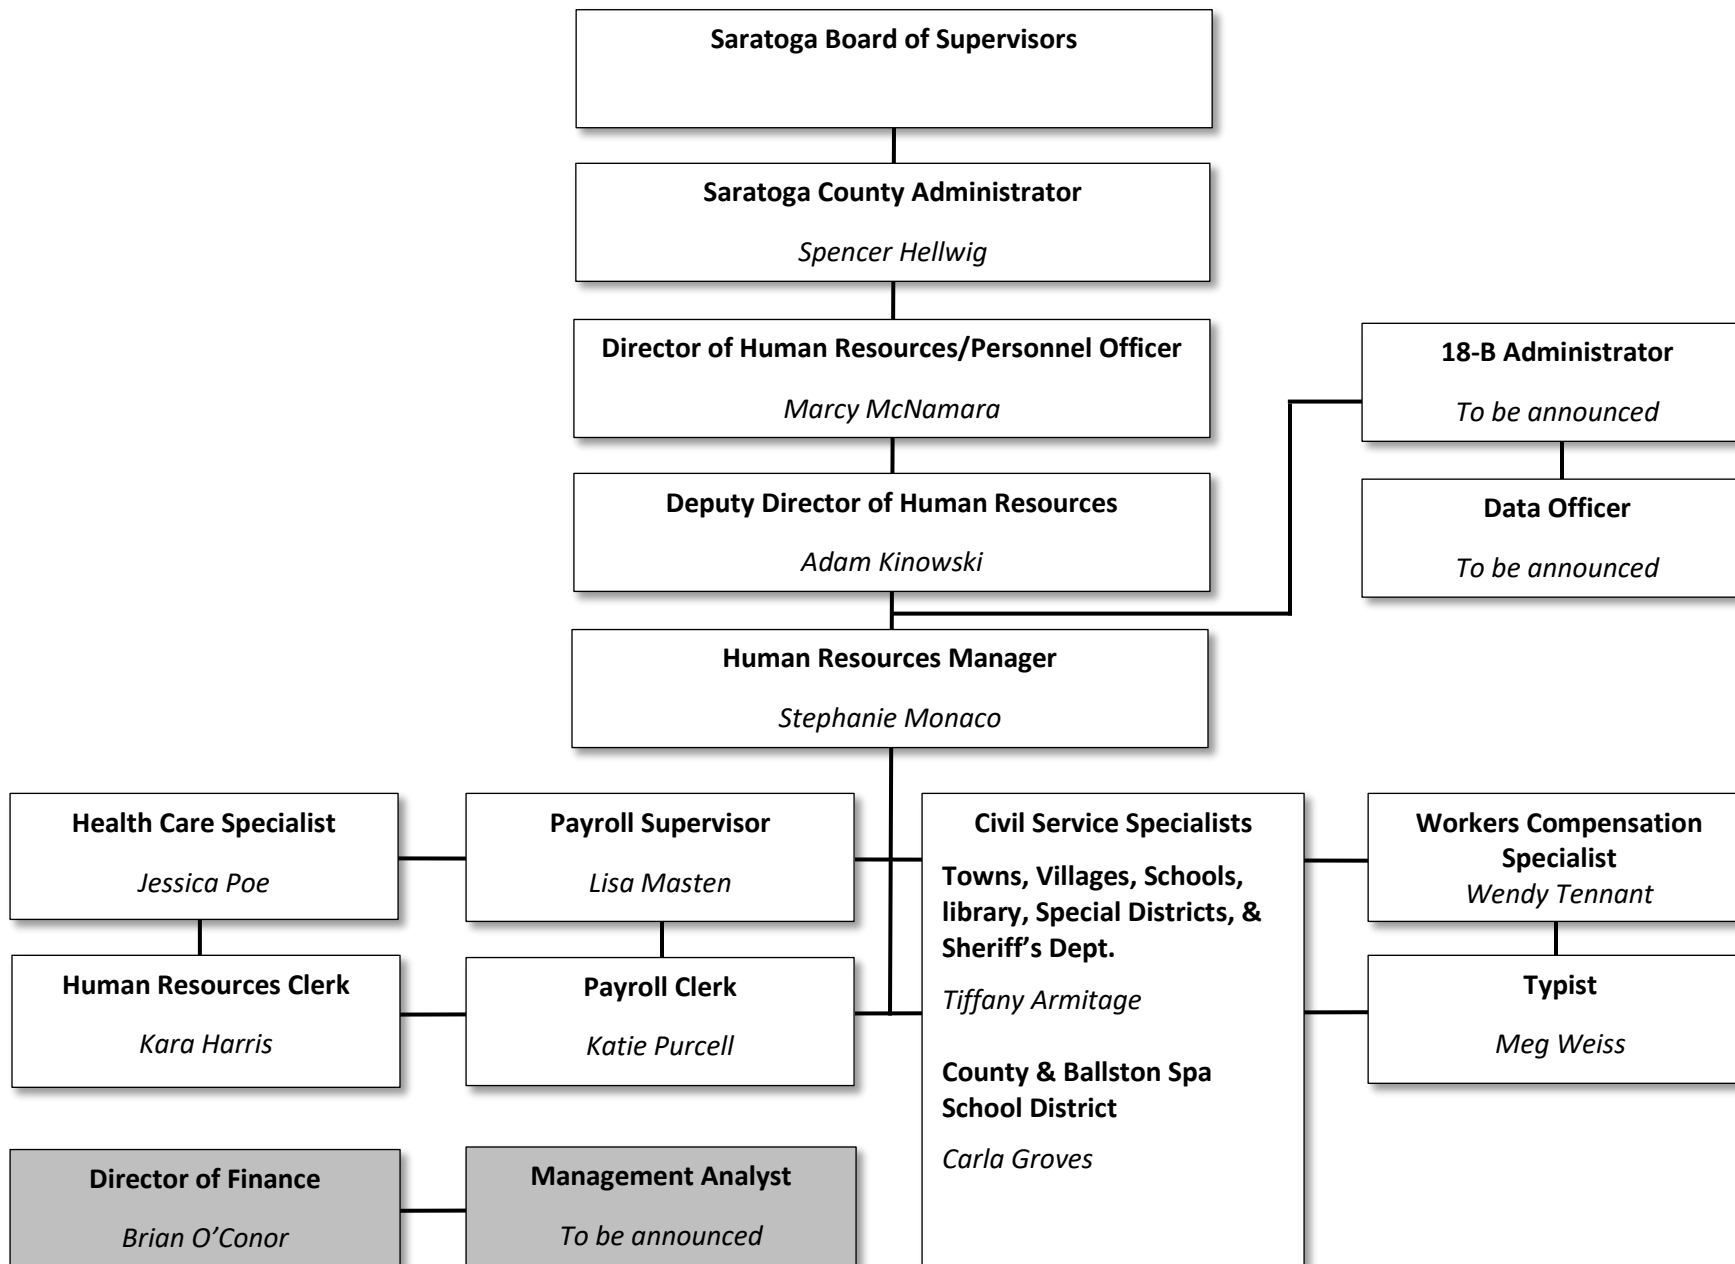 Saratoga Board of Supervisors
Saratoga County Administrator
Spencer Hellwig
Director of Human Resources/Personnel Officer
Marcy McNamara
18-B Administrator
To be announced
Deputy Director of Human Resources
Adam Kinowski
Data Officer
To be announced
Human Resources Manager
Stephanie Monaco
Health Care Specialist
Jessica Poe
Payroll Supervisor
Lisa Masten
Civil Service Specialists
Towns, Villages, Schools,
library, Special Districts, &
Sheriff’s Dept.
Tiffany Armitage
County & Ballston Spa
School District
Carla Groves
Workers Compensation
Specialist
Wendy Tennant
Human Resources Clerk
Kara Harris
Payroll Clerk
Katie Purcell
Typist
Meg Weiss
Director of Finance
Brian O’Conor
Management Analyst
To be announced